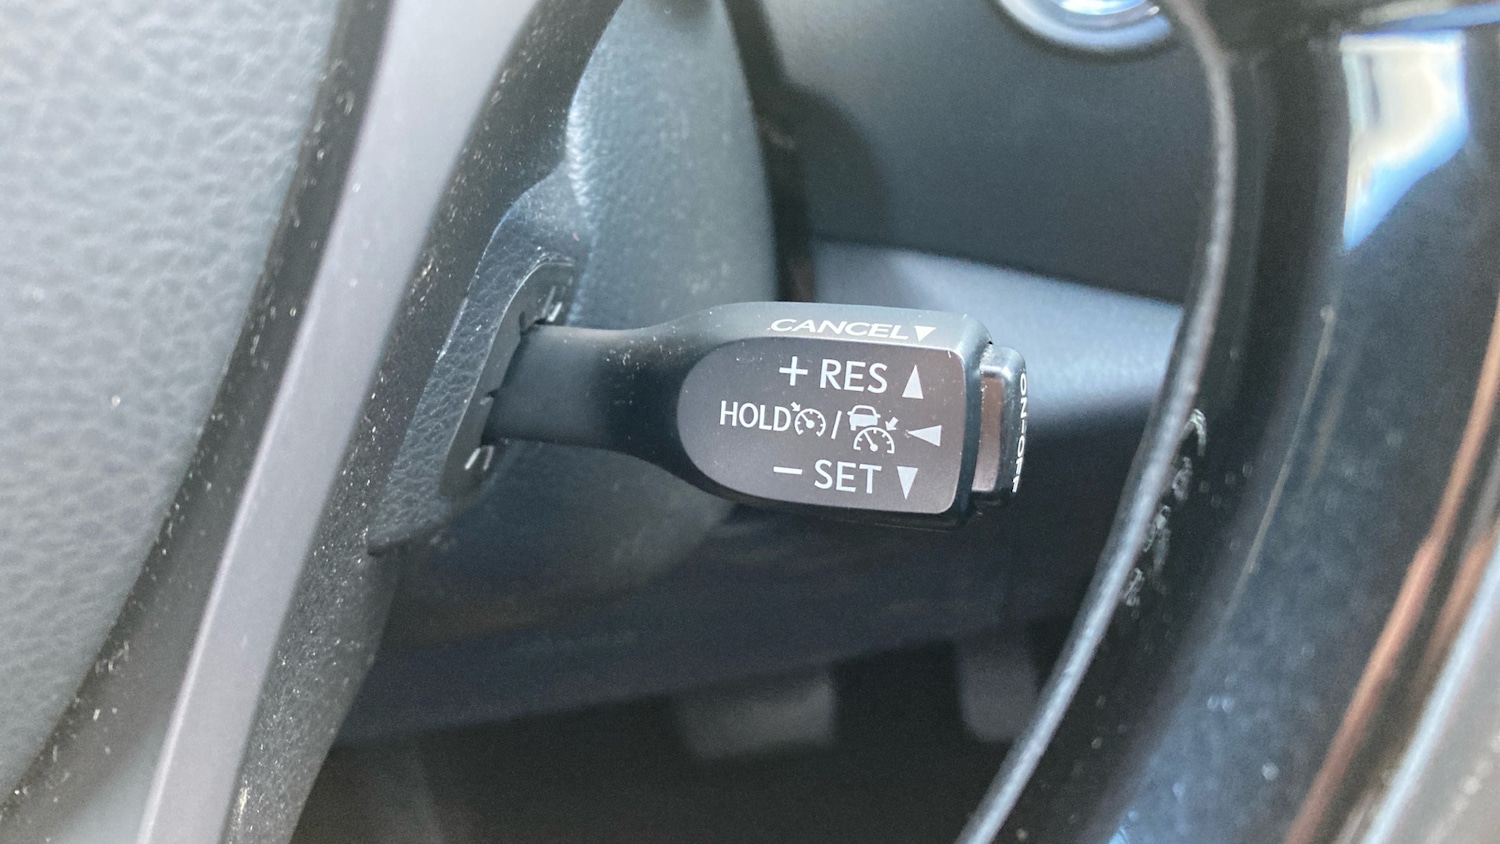 CANCEL▼
+ RES ▲
HOLD / ◀
− SET ▼
ON-OFF